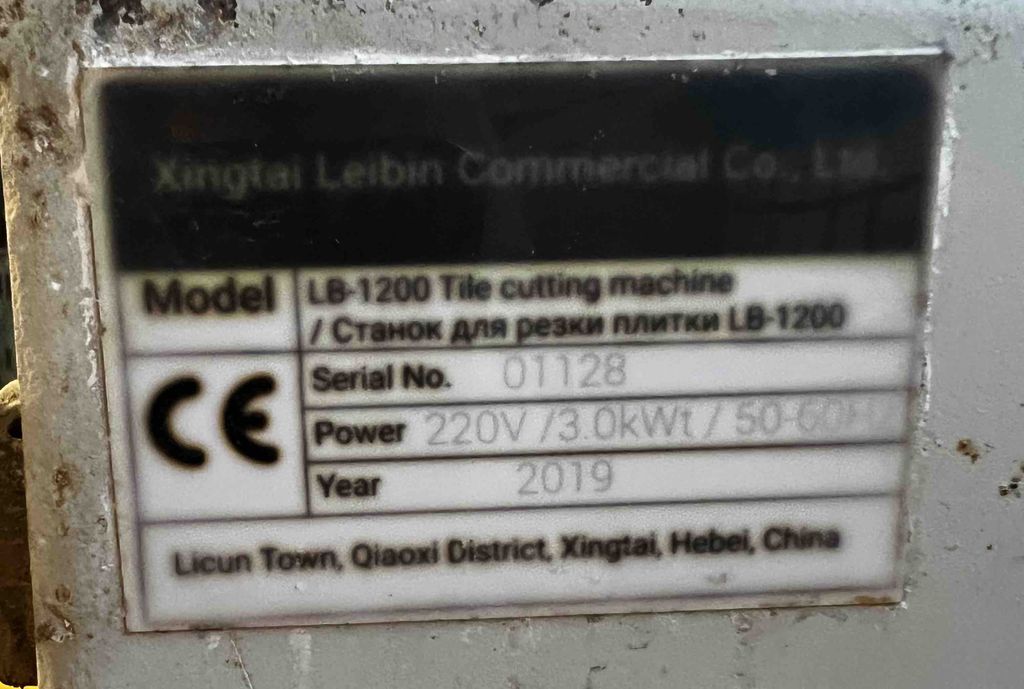 Xingtai Leibin Commercial Co., Ltd.
Model
LB-1200 Tile cutting machine
/ Станок для резки плитки LB-1200
CE
Serial No. 01128
Power 220V /3.0kWt / 50-60Hz
Year 2019
Licun Town, Qiaoxi District, Xingtai, Hebei, China